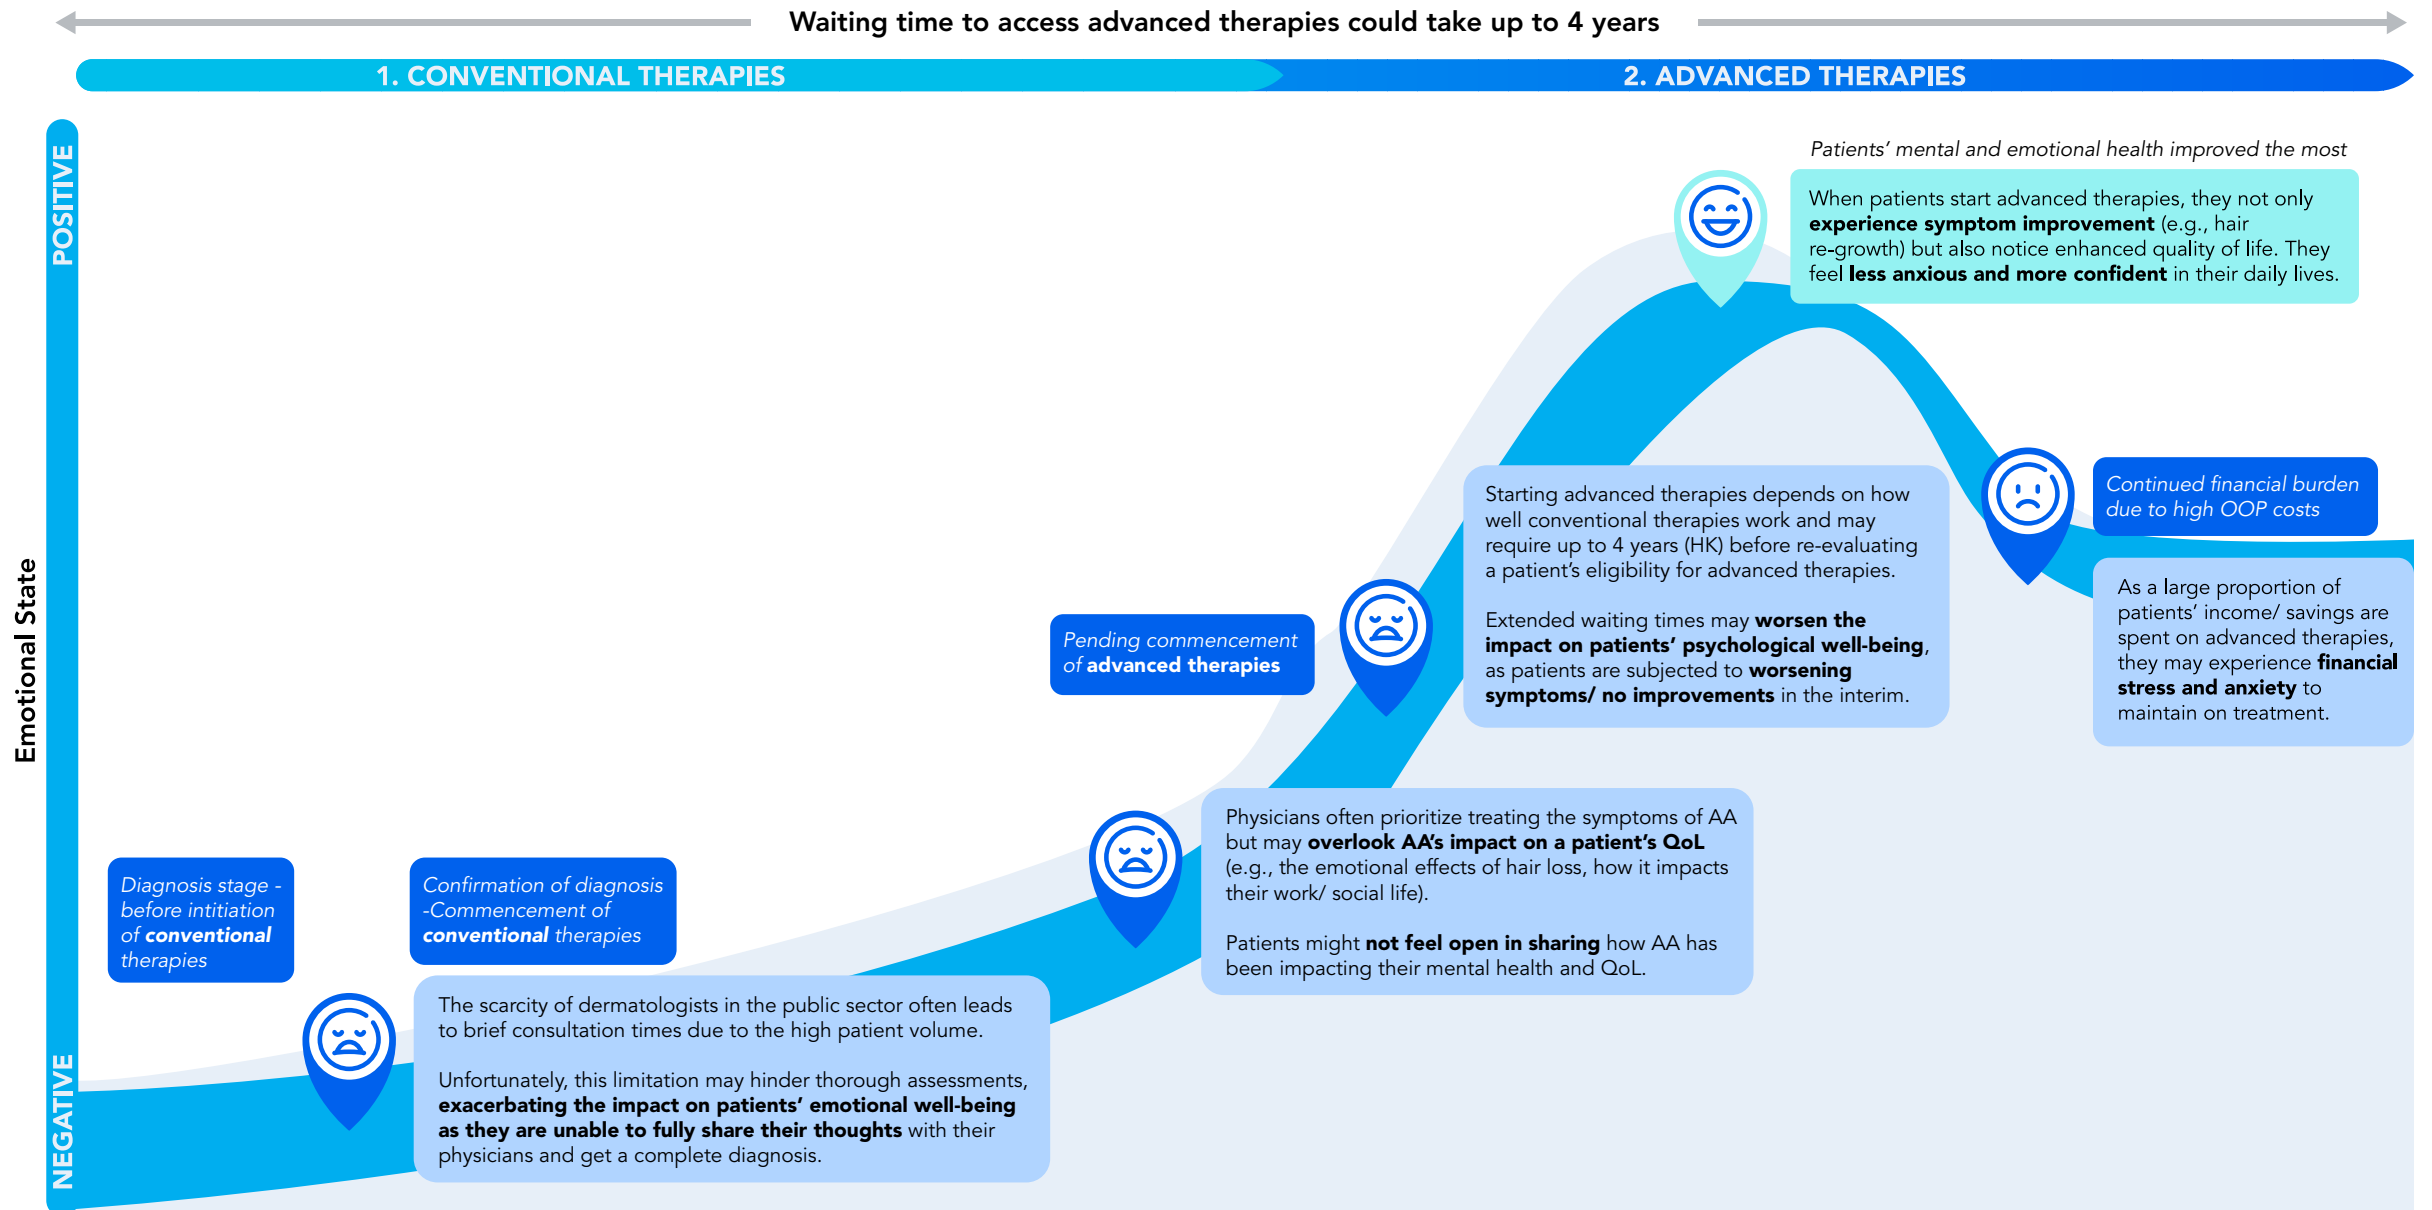 Waiting time to access advanced therapies could take up to 4 years
1. CONVENTIONAL THERAPIES
2. ADVANCED THERAPIES
Emotional State
POSITIVE
NEGATIVE
Diagnosis stage -
before intitiation
of conventional
therapies
Confirmation of diagnosis
-Commencement of
conventional therapies
The scarcity of dermatologists in the public sector often leads
to brief consultation times due to the high patient volume.
Unfortunately, this limitation may hinder thorough assessments,
exacerbating the impact on patients' emotional well-being
as they are unable to fully share their thoughts with their
physicians and get a complete diagnosis.
Physicians often prioritize treating the symptoms of AA
but may overlook AA's impact on a patient's QoL
(e.g., the emotional effects of hair loss, how it impacts
their work/ social life).
Patients might not feel open in sharing how AA has
been impacting their mental health and QoL.
Pending commencement
of advanced therapies
Starting advanced therapies depends on how
well conventional therapies work and may
require up to 4 years (HK) before re-evaluating
a patient's eligibility for advanced therapies.
Extended waiting times may worsen the
impact on patients' psychological well-being,
as patients are subjected to worsening
symptoms/ no improvements in the interim.
Patients' mental and emotional health improved the most
When patients start advanced therapies, they not only
experience symptom improvement (e.g., hair
re-growth) but also notice enhanced quality of life. They
feel less anxious and more confident in their daily lives.
Continued financial burden
due to high OOP costs
As a large proportion of
patients' income/ savings are
spent on advanced therapies,
they may experience financial
stress and anxiety to
maintain on treatment.